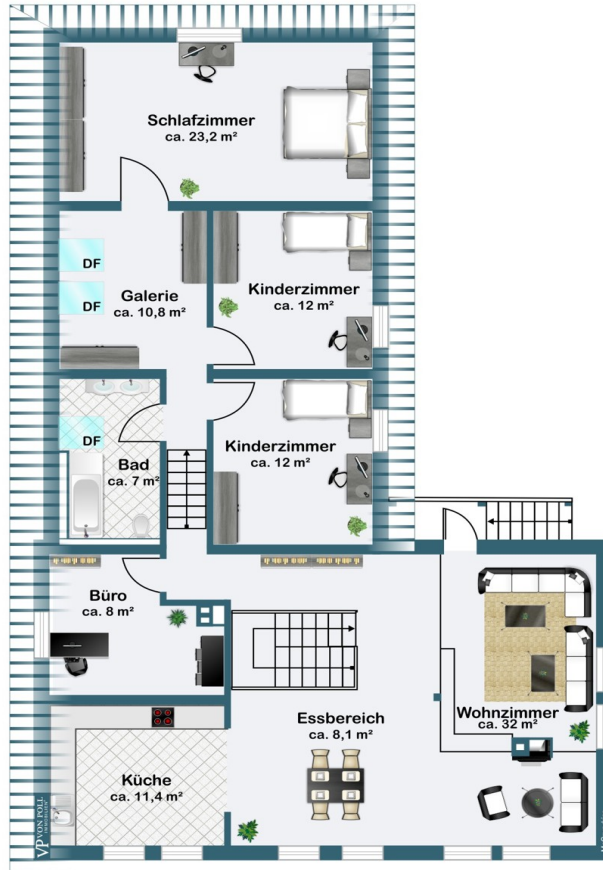 Schlafzimmer
ca. 23,2 m²
DF
DF
Galerie
ca. 10,8 m²
Kinderzimmer
ca. 12 m²
DF
Bad
ca. 7 m²
Kinderzimmer
ca. 12 m²
Büro
ca. 8 m²
Essbereich
ca. 8,1 m²
Wohnzimmer
ca. 32 m²
Küche
ca. 11,4 m²
VP VON POLL
IMMOBILIEN